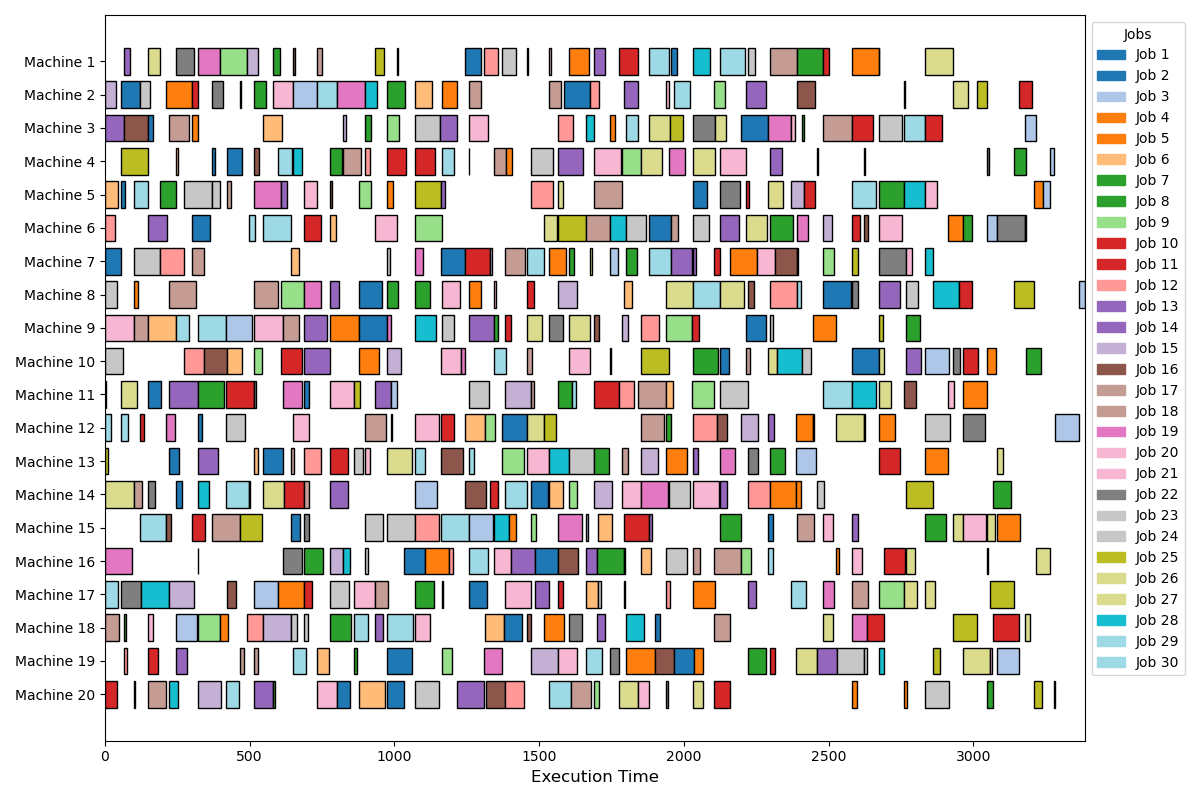 Machine 1
Machine 2
Machine 3
Machine 4
Machine 5
Machine 6
Machine 7
Machine 8
Machine 9
Machine 10
Machine 11
Machine 12
Machine 13
Machine 14
Machine 15
Machine 16
Machine 17
Machine 18
Machine 19
Machine 20
0 500 1000 1500 2000 2500 3000
Execution Time
Jobs
Job 1
Job 2
Job 3
Job 4
Job 5
Job 6
Job 7
Job 8
Job 9
Job 10
Job 11
Job 12
Job 13
Job 14
Job 15
Job 16
Job 17
Job 18
Job 19
Job 20
Job 21
Job 22
Job 23
Job 24
Job 25
Job 26
Job 27
Job 28
Job 29
Job 30